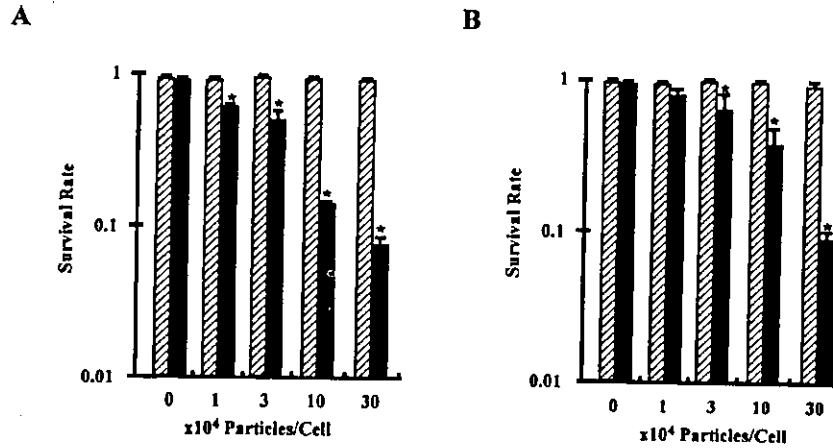 A
B
1
*
*
*
*
0.1
0.01
Survival Rate
0 1 3 10 30
x10⁴ Particles/Cell
1
*
*
*
0.1
0.01
Survival Rate
0 1 3 10 30
x10⁴ Particles/Cell